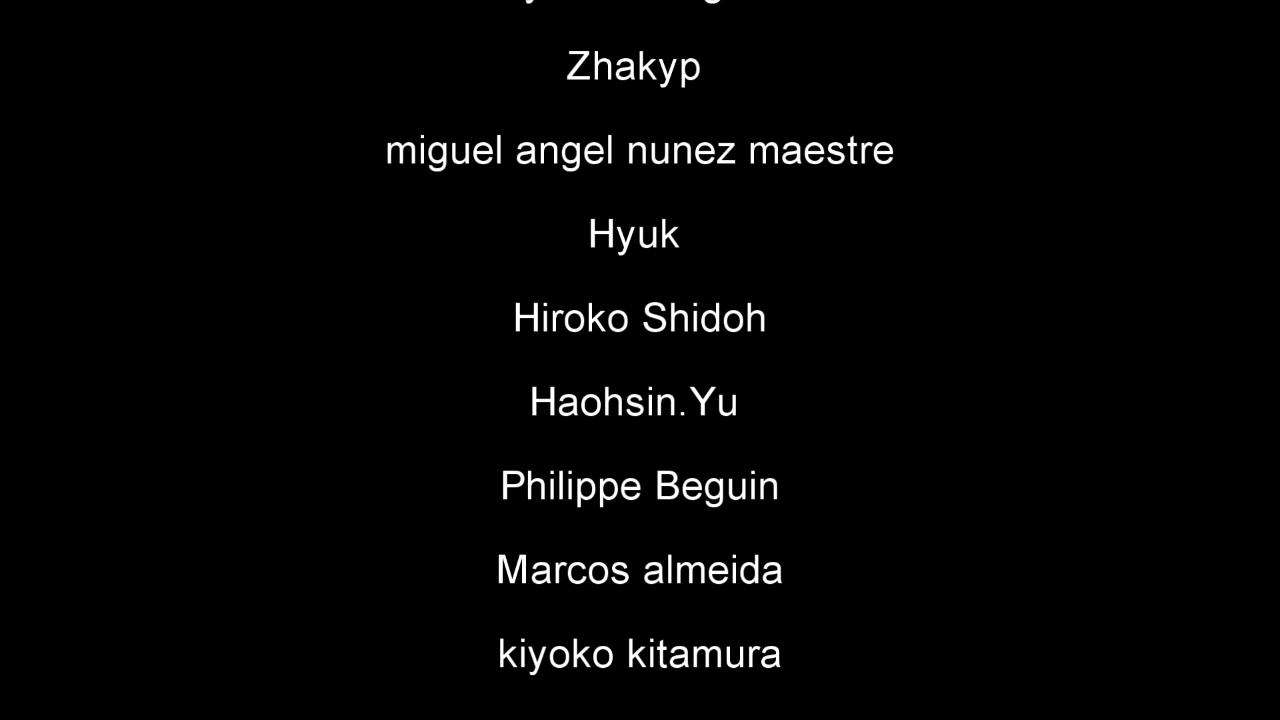 Zhakyp
miguel angel nunez maestre
Hyuk
Hiroko Shidoh
Haohsin.Yu
Philippe Beguin
Marcos almeida
kiyoko kitamura